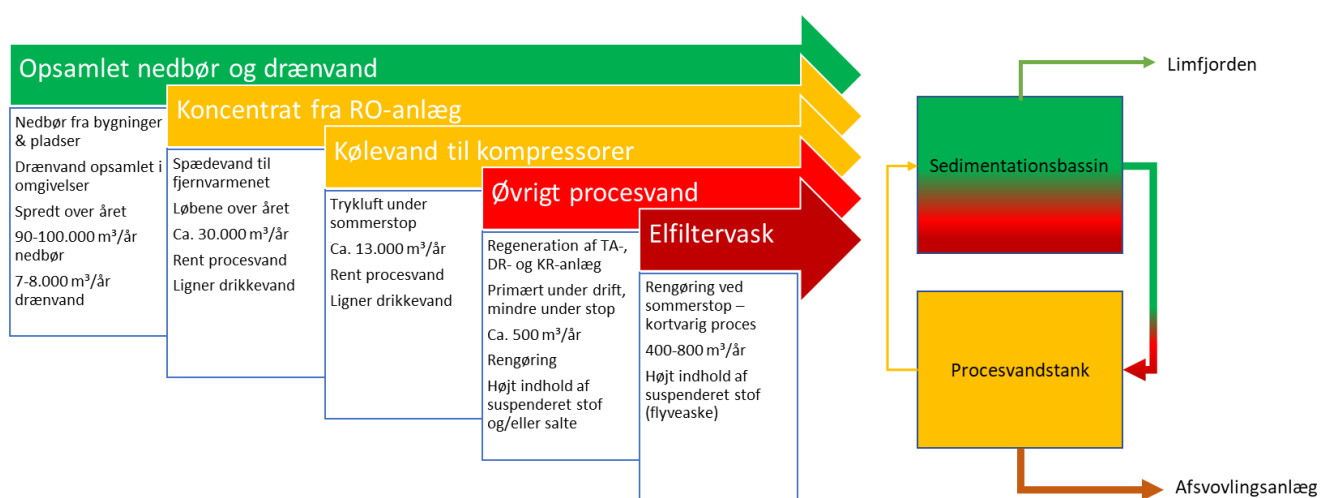 Opsamlet nedbør og drænvand
Nedbør fra bygninger
& pladser
Drænvand opsamlet i
omgivelser
Spredt over året
90-100.000 m³/år
nedbør
7-8.000 m³/år
drænvand
Koncentrat fra RO-anlæg
Spædevand til
fjernvarmenet
Løbene over året
Ca. 30.000 m³/år
Rent procesvand
Ligner drikkevand
Kølevand til kompressorer
Trykluft under
sommerstop
Ca. 13.000 m³/år
Rent procesvand
Ligner drikkevand
Øvrigt procesvand
Regeneration af TA-,
DR- og KR-anlæg
Primært under drift,
mindre under stop
Ca. 500 m³/år
Rengøring
Højt indhold af
suspenderet stof
og/eller salte
Elfiltervask
Rengøring ved
sommerstop –
kortvarig proces
400-800 m³/år
Højt indhold af
suspenderet stof
(flyveaske)
Limfjorden
Sedimentationsbassin
Procesvandstank
Afsvovlingsanlæg